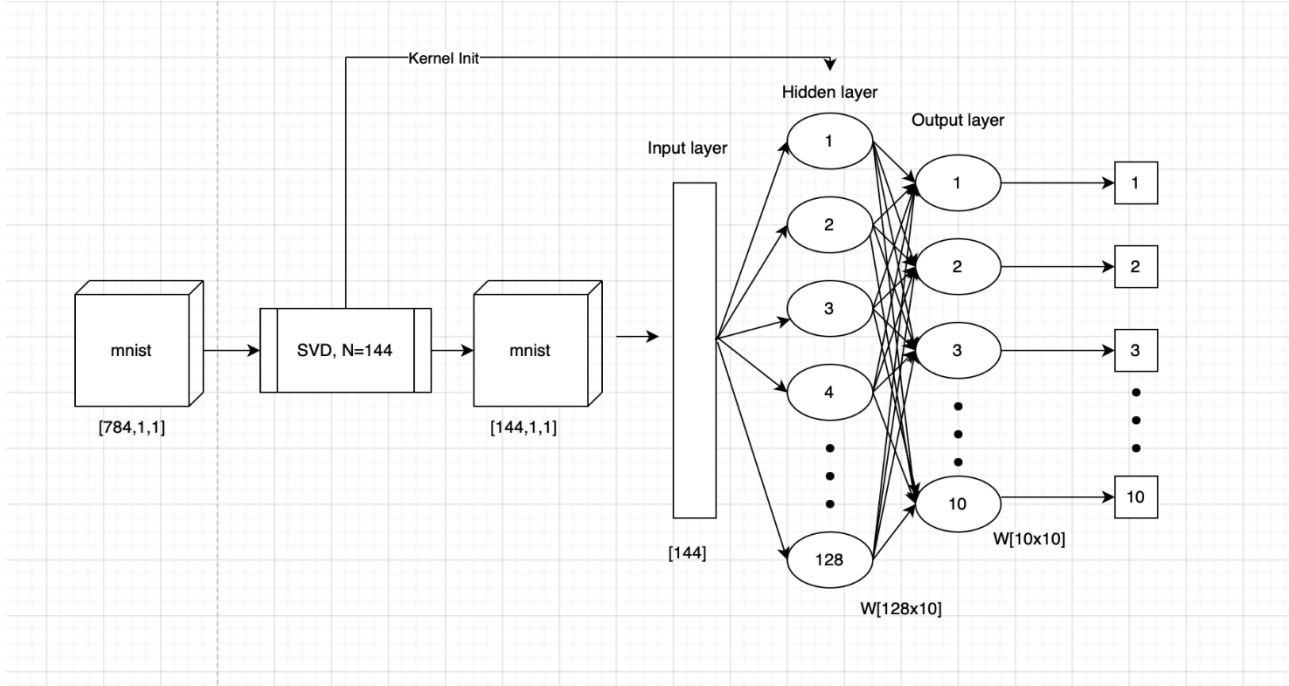 Kernel Init
Hidden layer
Output layer
Input layer
1
2
3
4
128
1
2
3
10
1
2
3
10
mnist
SVD, N=144
mnist
[784,1,1]
[144,1,1]
[144]
W[128x10]
W[10x10]